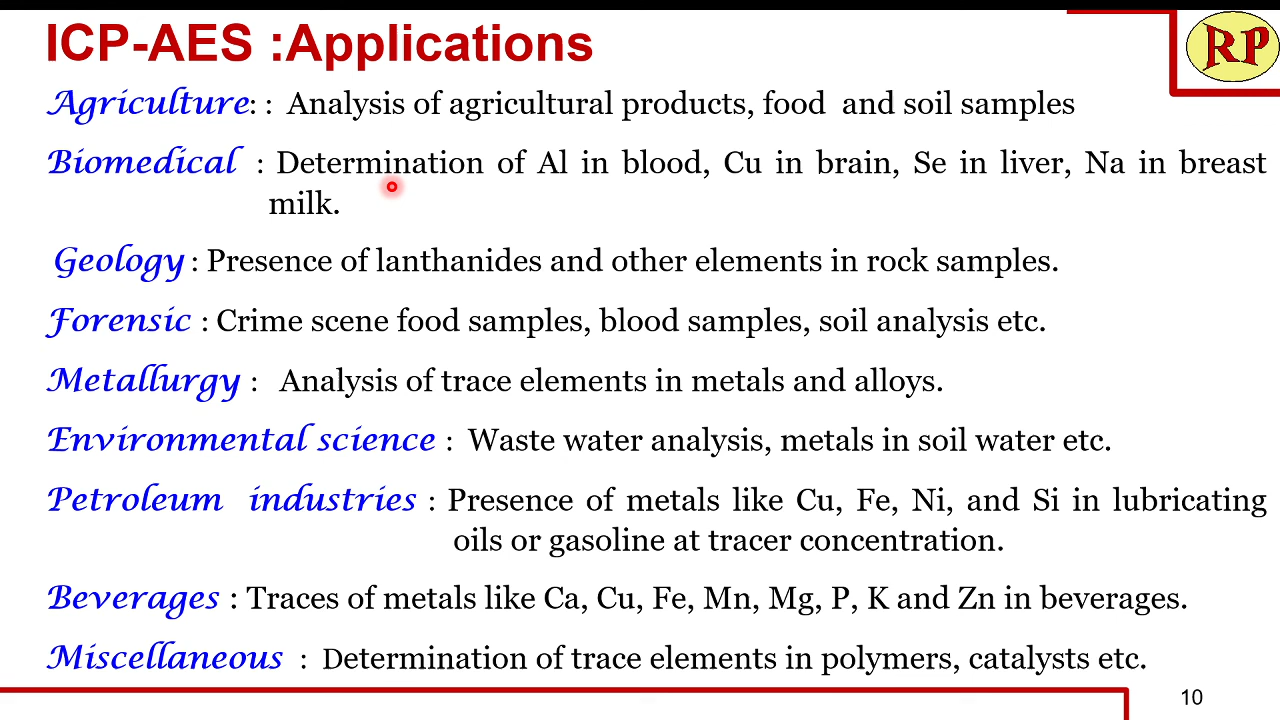 ICP-AES :Applications
RP
Agriculture: : Analysis of agricultural products, food and soil samples
Biomedical : Determination of Al in blood, Cu in brain, Se in liver, Na in breast
milk.
Geology : Presence of lanthanides and other elements in rock samples.
Forensic : Crime scene food samples, blood samples, soil analysis etc.
Metallurgy : Analysis of trace elements in metals and alloys.
Environmental science : Waste water analysis, metals in soil water etc.
Petroleum industries : Presence of metals like Cu, Fe, Ni, and Si in lubricating
oils or gasoline at tracer concentration.
Beverages : Traces of metals like Ca, Cu, Fe, Mn, Mg, P, K and Zn in beverages.
Miscellaneous : Determination of trace elements in polymers, catalysts etc.
10